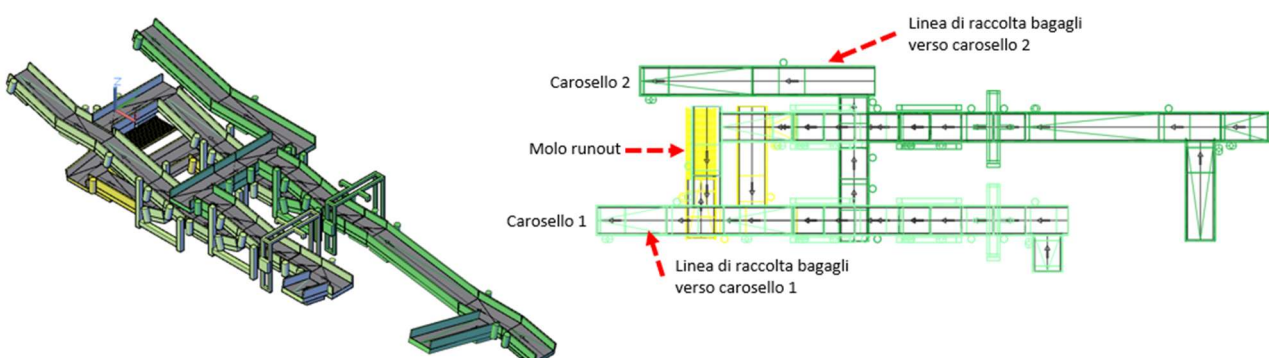 Linea di raccolta bagagli
verso carosello 2
Carosello 2
Molo runout
Carosello 1
Linea di raccolta bagagli
verso carosello 1
Z